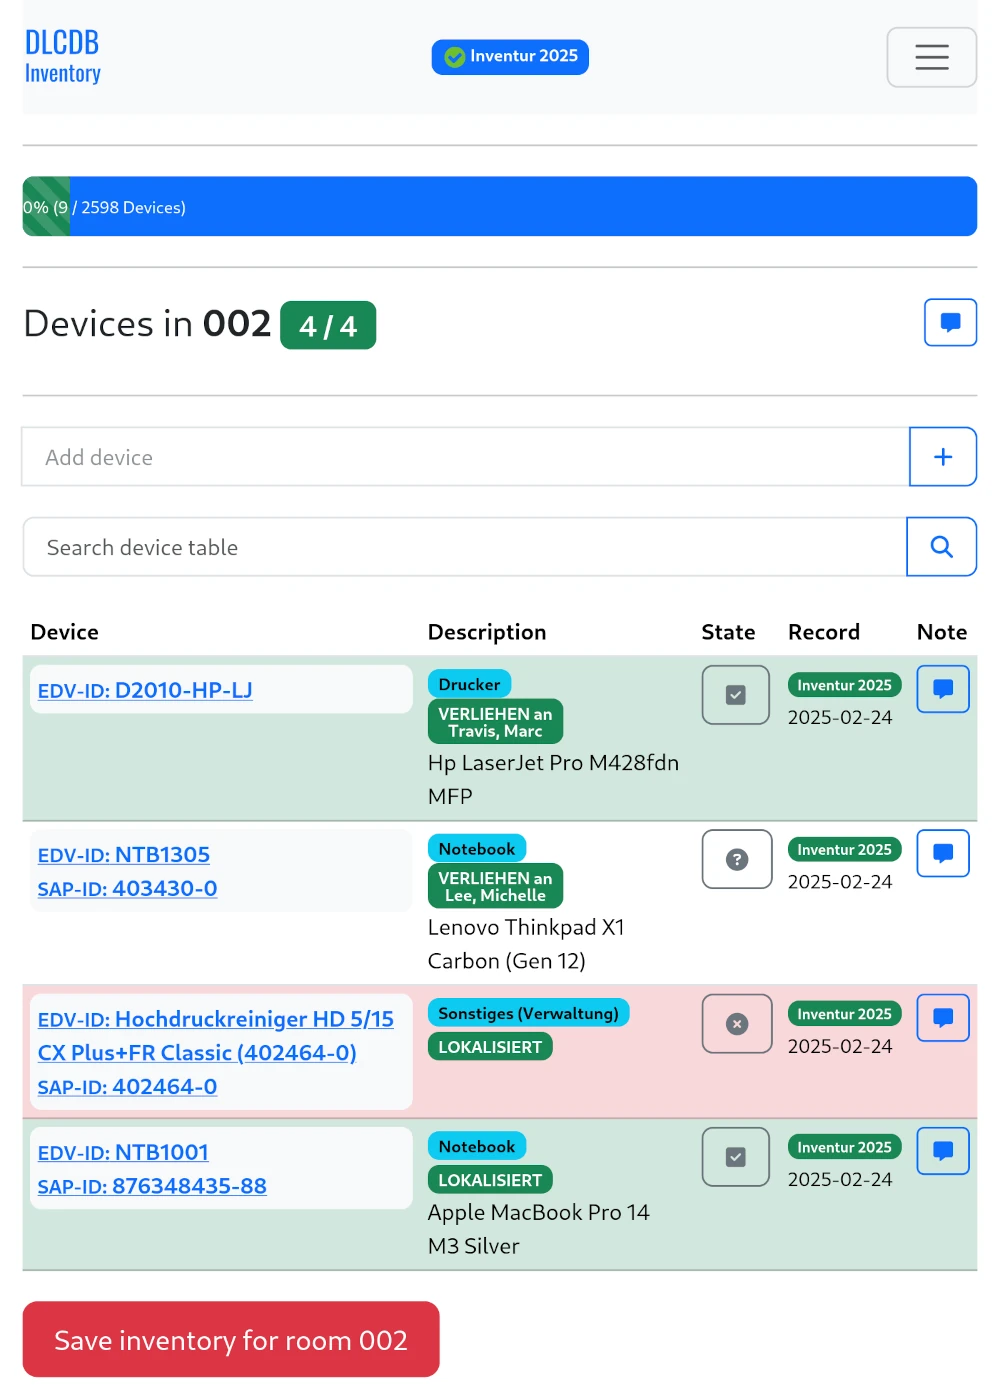 DLCDB
Inventory
Inventur 2025
0% (9 / 2598 Devices)
Devices in 002 4 / 4
Add device
Search device table
Device Description State Record Note
EDV-ID: D2010-HP-LJ
Drucker
VERLIEHEN an
Travis, Marc
Hp LaserJet Pro M428fdn
MFP
Inventur 2025
2025-02-24
EDV-ID: NTB1305
SAP-ID: 403430-0
Notebook
VERLIEHEN an
Lee, Michelle
Lenovo Thinkpad X1
Carbon (Gen 12)
Inventur 2025
2025-02-24
EDV-ID: Hochdruckreiniger HD 5/15
CX Plus+FR Classic (402464-0)
SAP-ID: 402464-0
Sonstiges (Verwaltung)
LOKALISIERT
Inventur 2025
2025-02-24
EDV-ID: NTB1001
SAP-ID: 876348435-88
Notebook
LOKALISIERT
Apple MacBook Pro 14
M3 Silver
Inventur 2025
2025-02-24
Save inventory for room 002